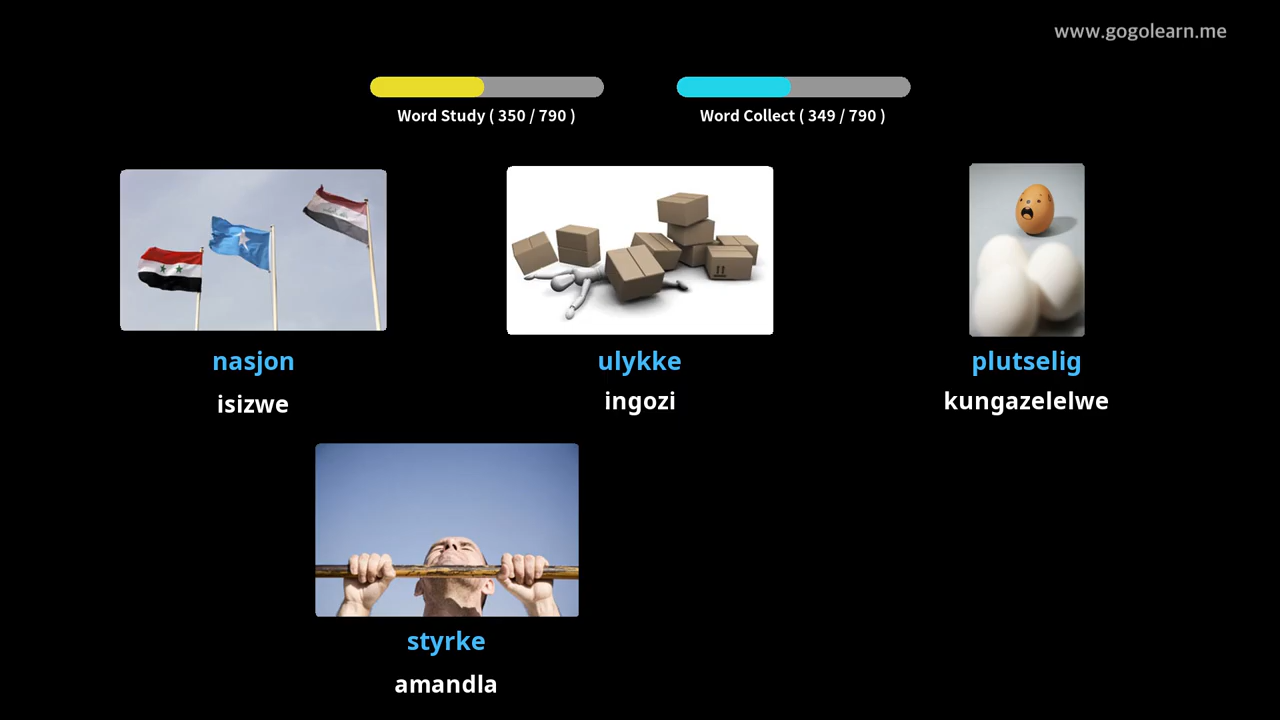 www.gogolearn.me
Word Study ( 350 / 790 )
Word Collect ( 349 / 790 )
nasjon
isizwe
ulykke
ingozi
plutselig
kungazelelwe
styrke
amandla